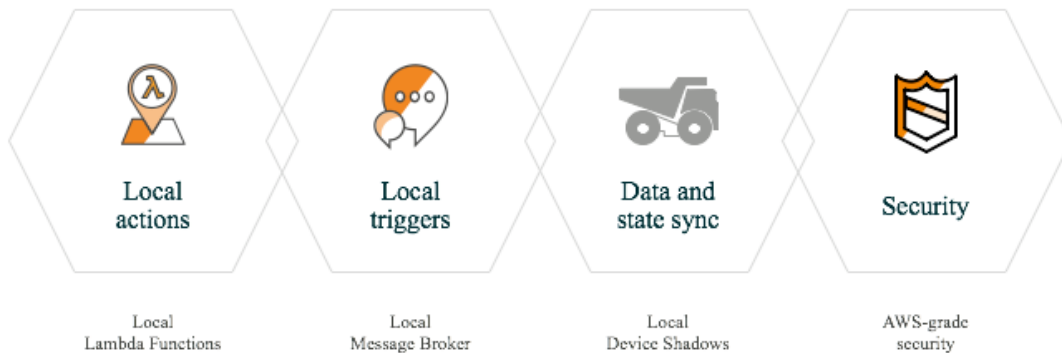 λ
Local
actions
Local
triggers
Data and
state sync
Security
Local
Lambda Functions
Local
Message Broker
Local
Device Shadows
AWS-grade
security